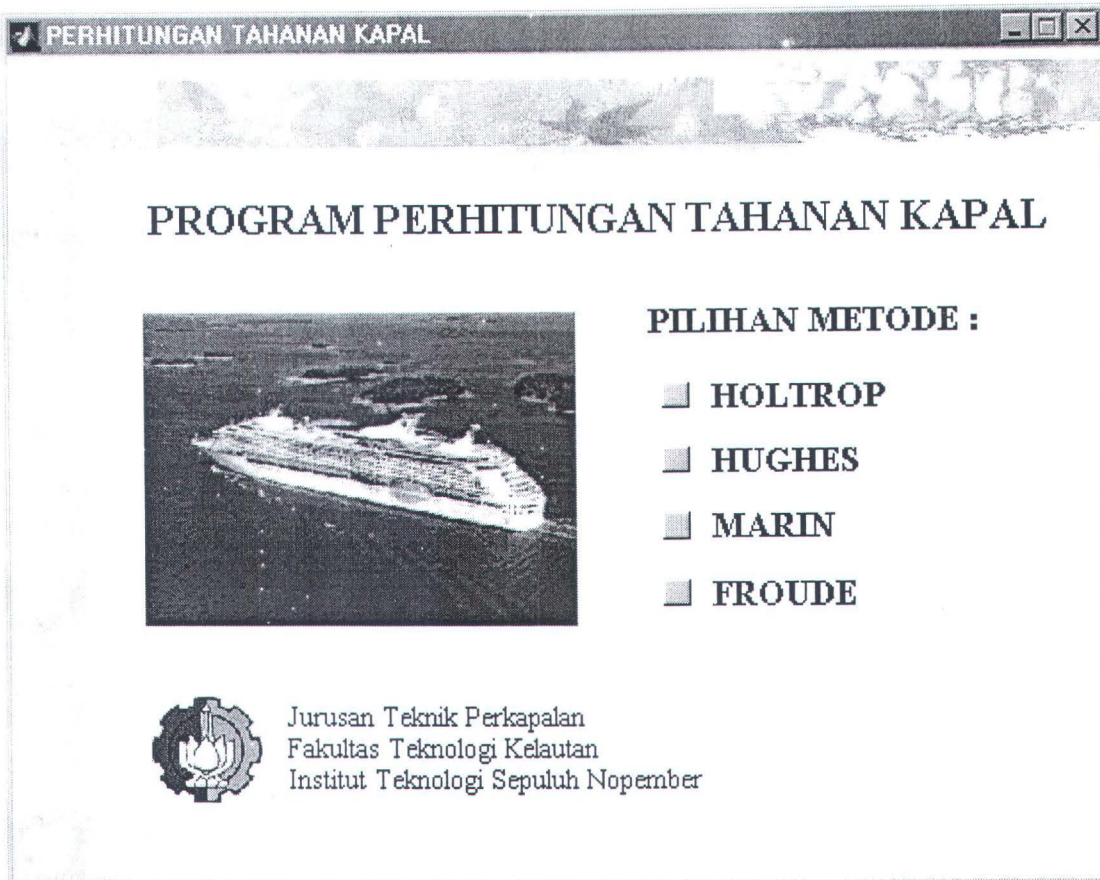 PERHITUNGAN TAHANAN KAPAL
PROGRAM PERHITUNGAN TAHANAN KAPAL
PILIHAN METODE :
HOLTROP
HUGHES
MARIN
FROUDE
Jurusan Teknik Perkapalan
Fakultas Teknologi Kelautan
Institut Teknologi Sepuluh Nopember